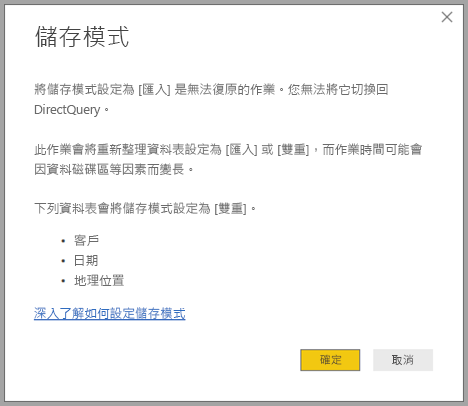 儲存模式
將儲存模式設定為 [匯入] 是無法復原的作業。您無法將它切換回
DirectQuery。
此作業會將重新整理資料表設定為 [匯入] 或 [雙重]，而作業時間可能會
因資料磁碟區等因素而變長。
下列資料表會將儲存模式設定為 [雙重]。
• 客戶
• 日期
• 地理位置
深入了解如何設定儲存模式
確定 取消